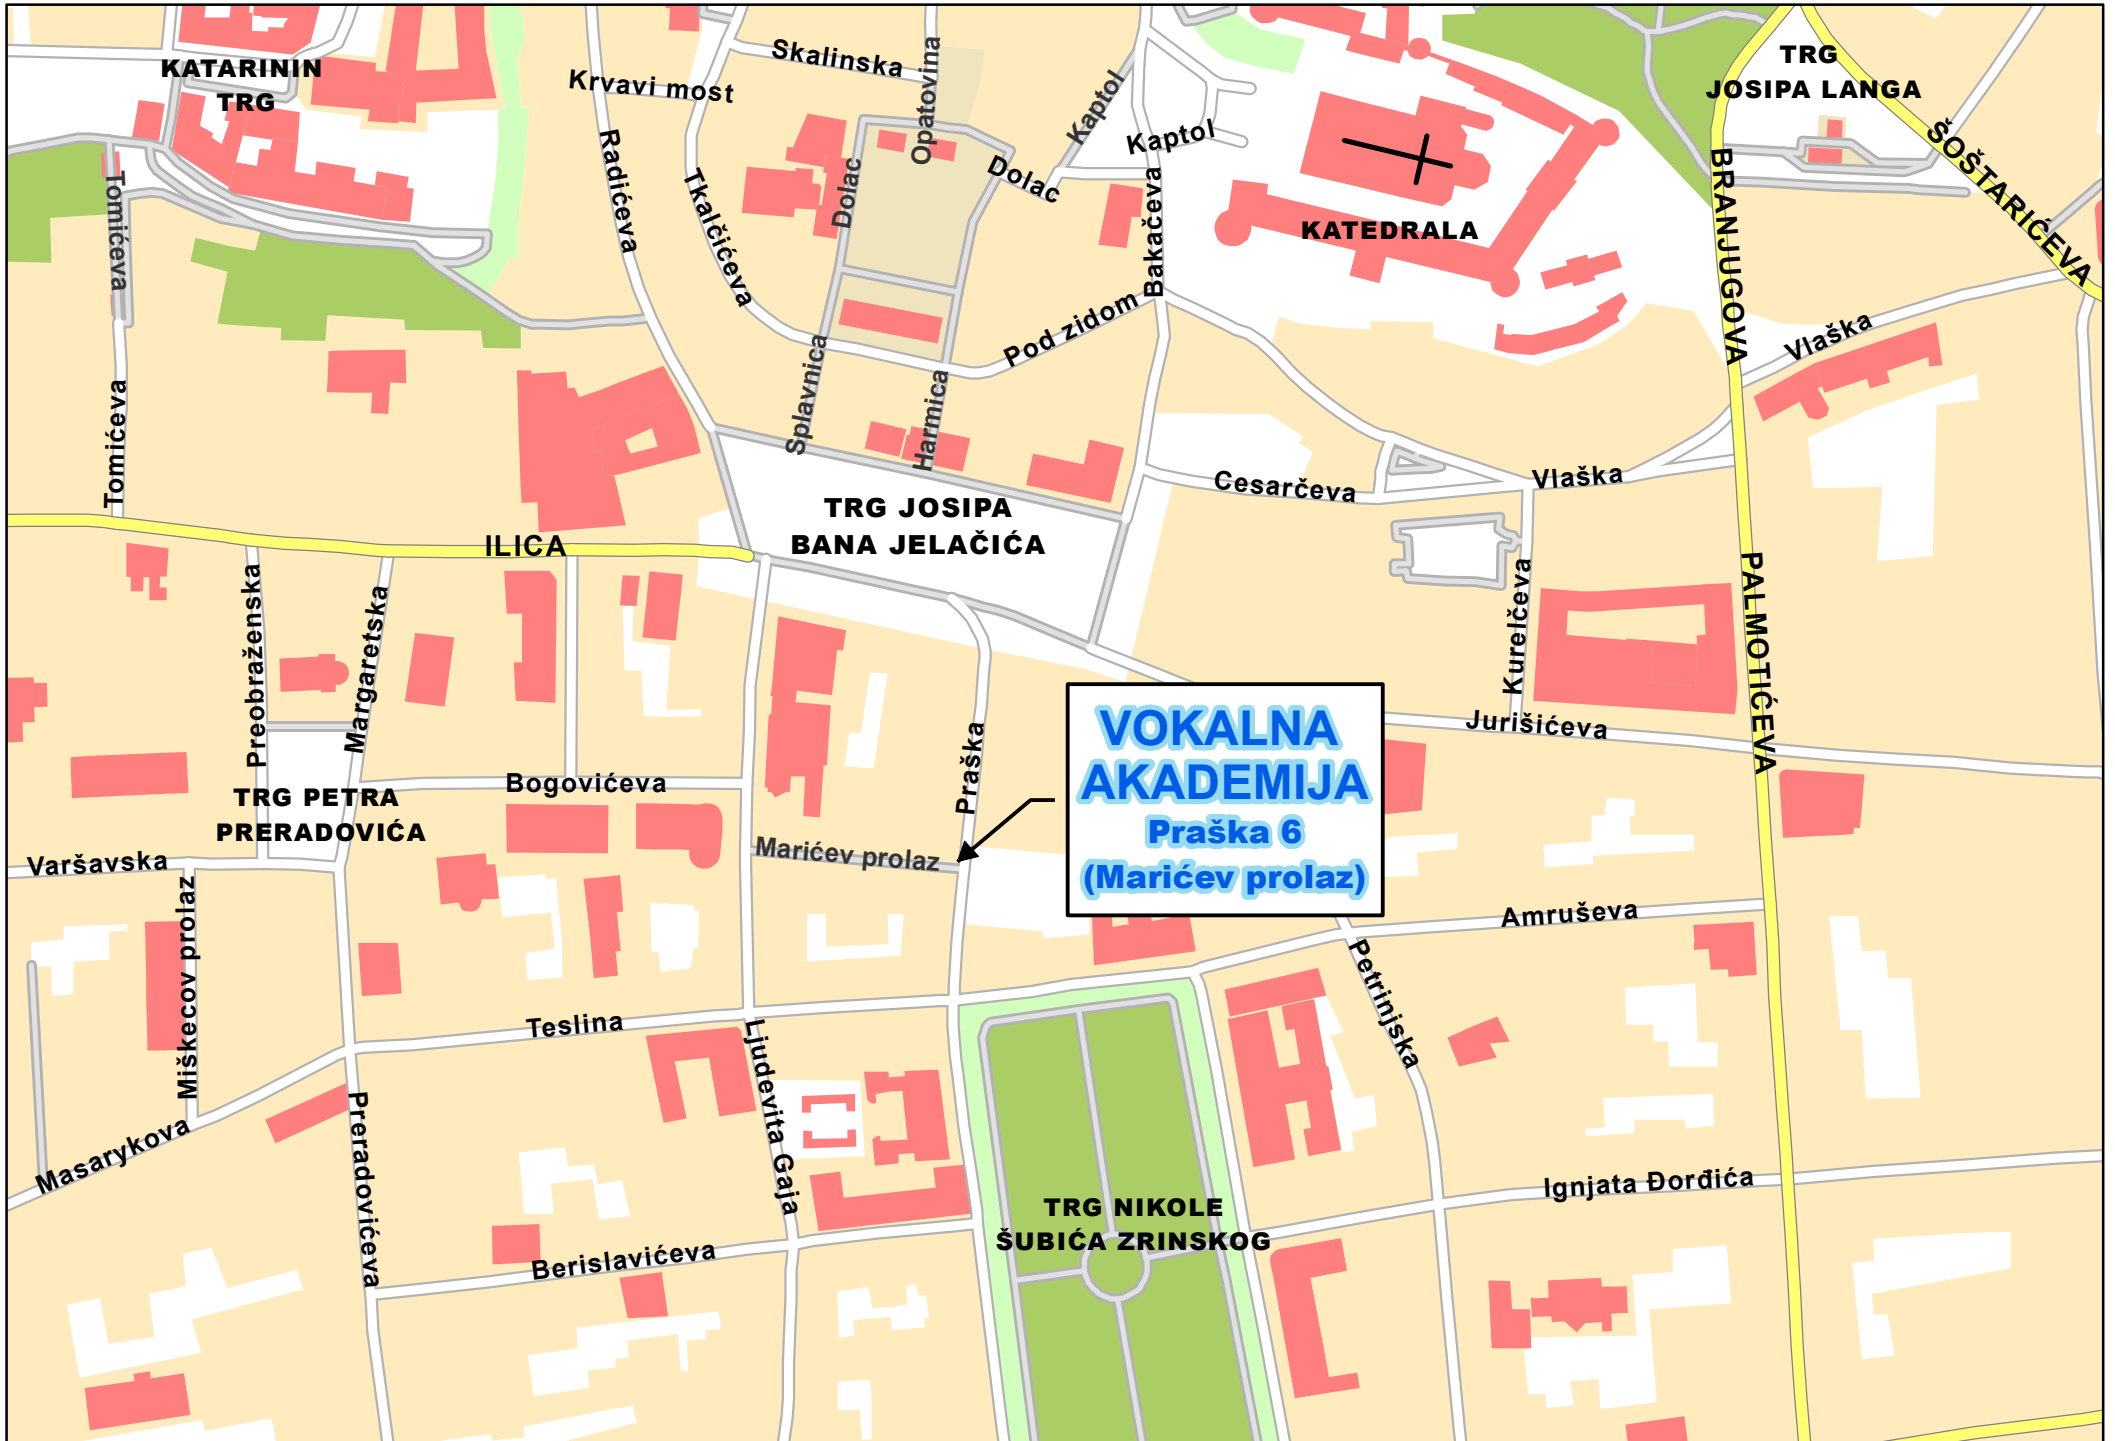 KATARININ
TRG
Krvavi most
Skalinska
Opatovina
Kaptol
Kaptol
TRG
JOSIPA LANGA
ŠOŠTARIĆEVA
Tomićeva
Radićeva
Tkalčićeva
Dolac
Dolac
Bakačeva
KATEDRALA
BRANJUGOVA
Pod zidom
Vlaška
Tomićeva
Splavnica
Harmica
Cesarčeva
Vlaška
TRG JOSIPA
BANA JELAČIĆA
ILICA
Preobraženska
Margaretska
Kurelčeva
PALMOTIĆEVA
Jurišićeva
VOKALNA
AKADEMIJA
Praška 6
(Marićev prolaz)
Praška
Bogovićeva
TRG PETRA
PRERADOVIĆA
Marićev prolaz
Varšavska
Miškecov prolaz
Amruševa
Petrinjska
Teslina
Ljudevita Gaja
Masarykova
Preradovićeva
Ignjata Đorđića
TRG NIKOLE
ŠUBIĆA ZRINSKOG
Berislavićeva